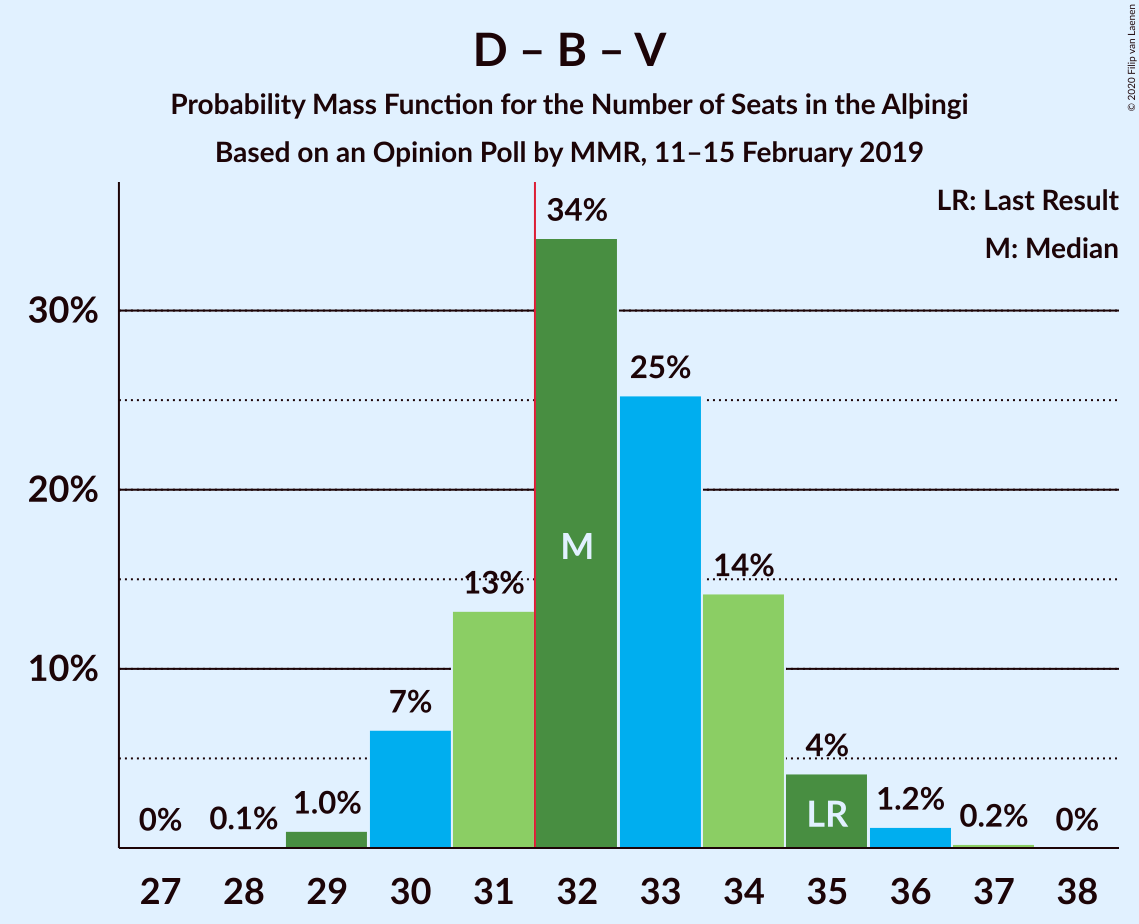 D – B – V
Probability Mass Function for the Number of Seats in the Alþingi
Based on an Opinion Poll by MMR, 11–15 February 2019
© 2020 Filip van Laenen
LR: Last Result
M: Median
34%
30%
25%
20%
14%
13%
M
10%
7%
4%
LR
0%
0.1%
1.0%
1.2%
0.2%
0%
27 28 29 30 31 32 33 34 35 36 37 38